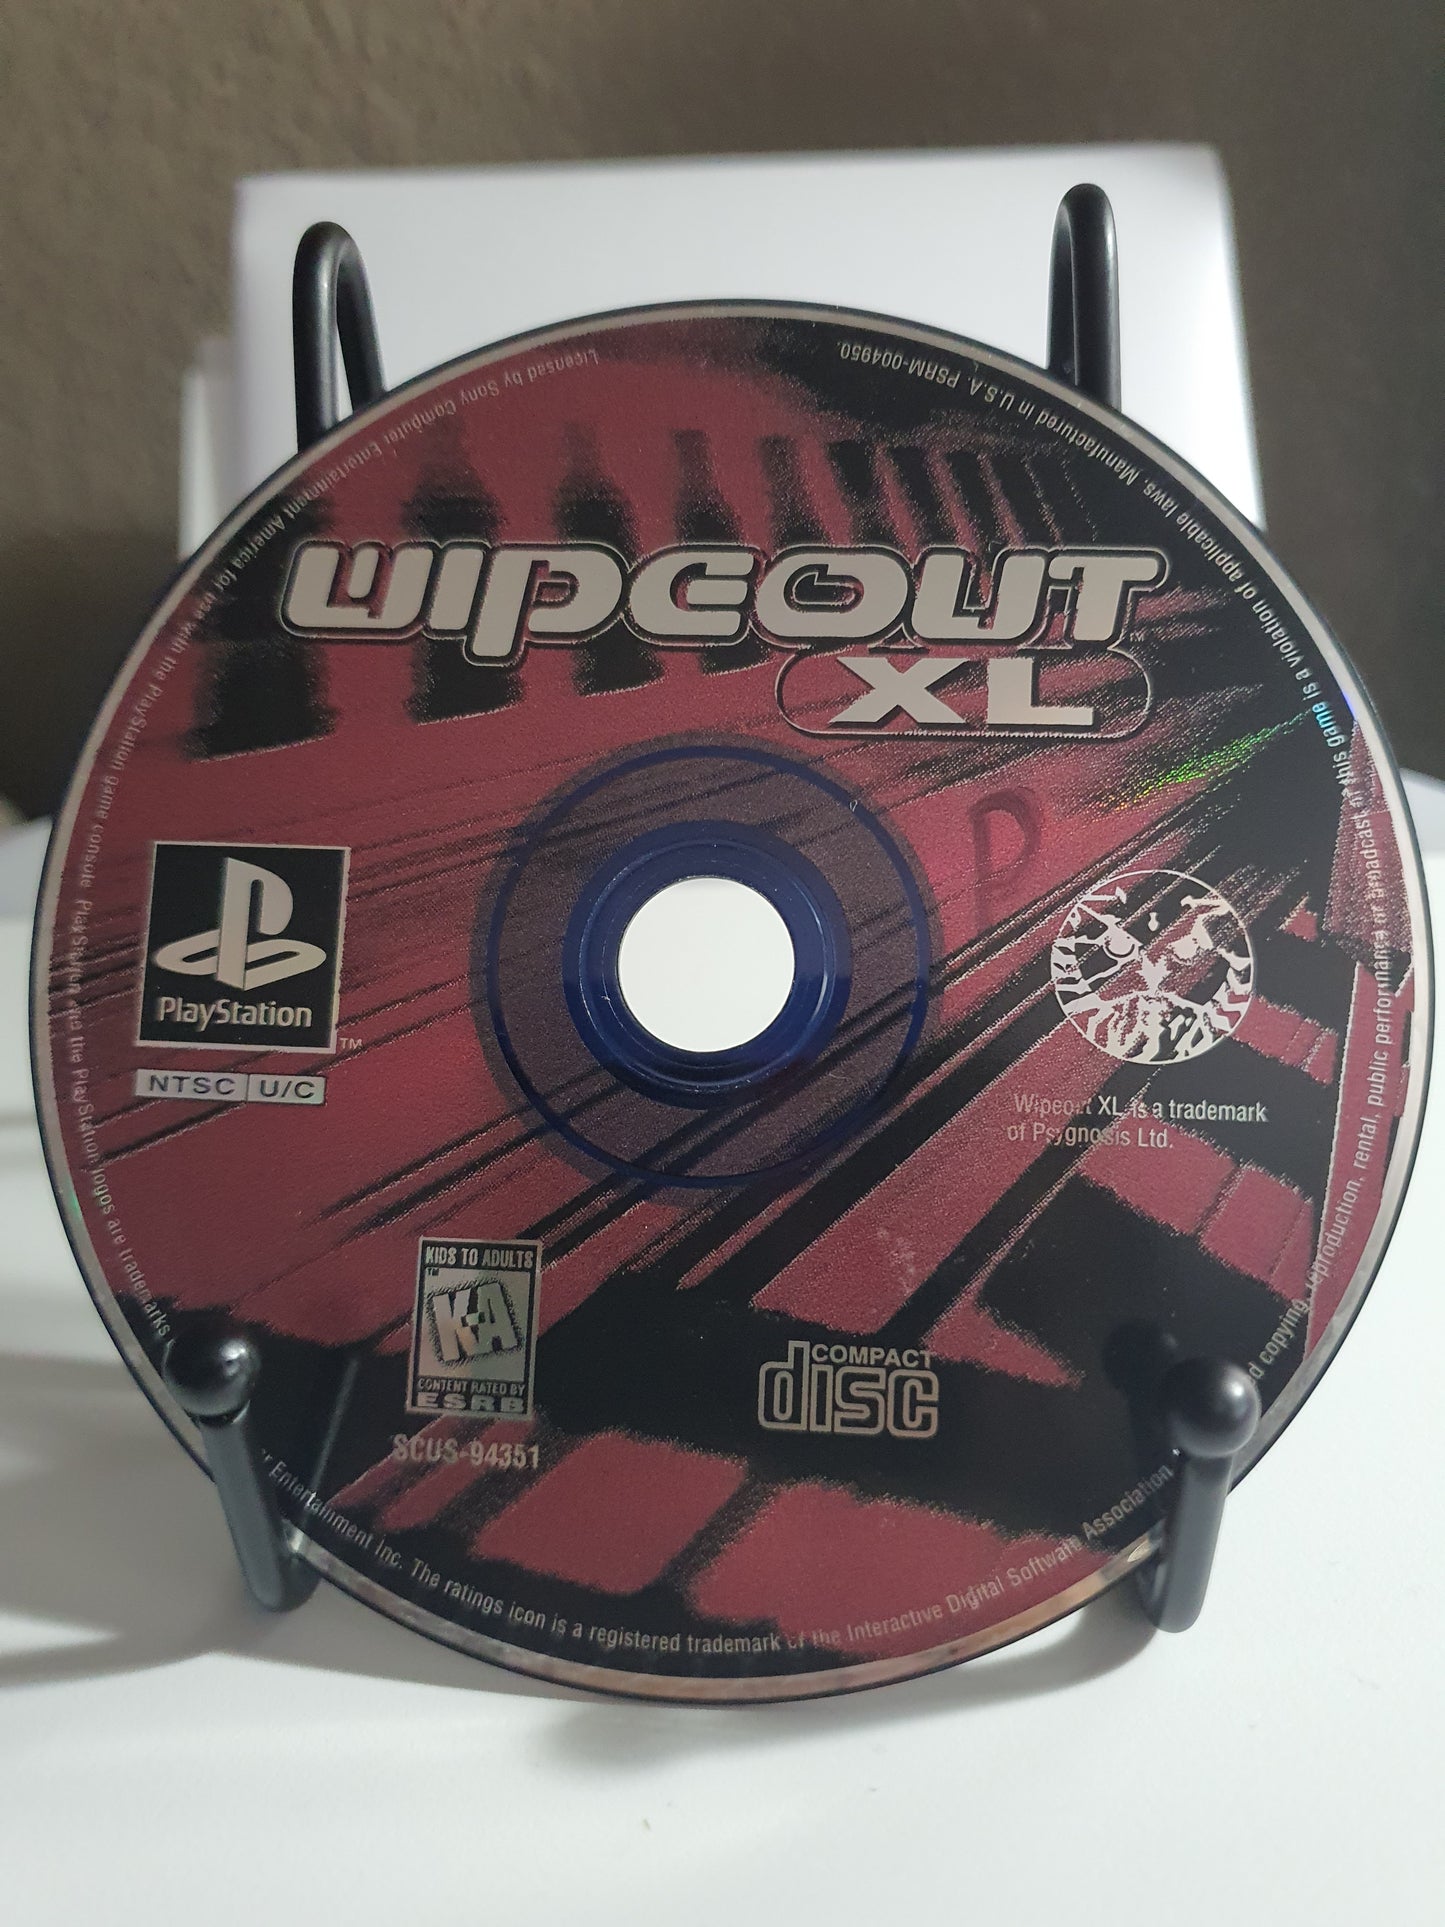 wipeout
XL
PlayStation
TM
NTSC U/C
Wipeout XL is a trademark
of Psygnosis Ltd.
KIDS TO ADULTS
TM
K-A
CONTENT RATED BY
ESRB
SCUS-94351
COMPACT
disc
Licensed by Sony Computer Entertainment America for use with the PlayStation game console. PlayStation and the PlayStation logos are trademarks
Entertainment Inc. The ratings icon is a registered trademark of the Interactive Digital Software Association
copying, reproduction, rental, public performance or broadcast of this game is a violation of applicable laws. Manufactured in U.S.A. PSRM-004950.